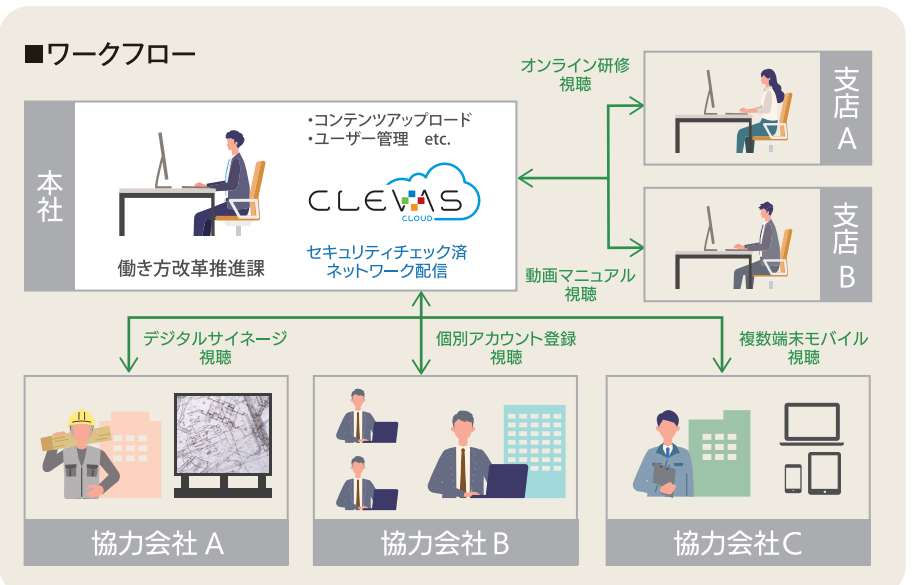 ■ワークフロー
本社
・コンテンツアップロード
・ユーザー管理 etc.
CLEVAS
CLOUD
働き方改革推進課
セキュリティチェック済
ネットワーク配信
オンライン研修
視聴
支店A
動画マニュアル
視聴
支店B
デジタルサイネージ
視聴
個別アカウント登録
視聴
複数端末モバイル
視聴
協力会社A
協力会社B
協力会社C